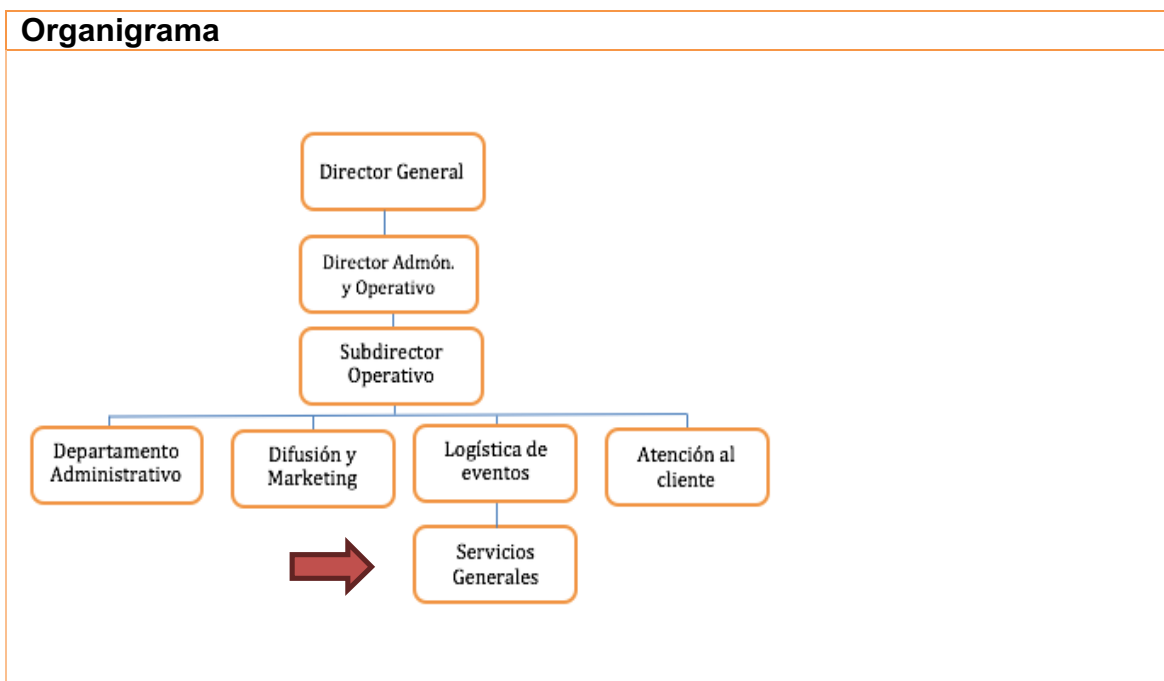 Organigrama
Director General
Director Admón.
y Operativo
Subdirector
Operativo
Departamento
Administrativo
Difusión y
Marketing
Logística de
eventos
Atención al
cliente
Servicios
Generales